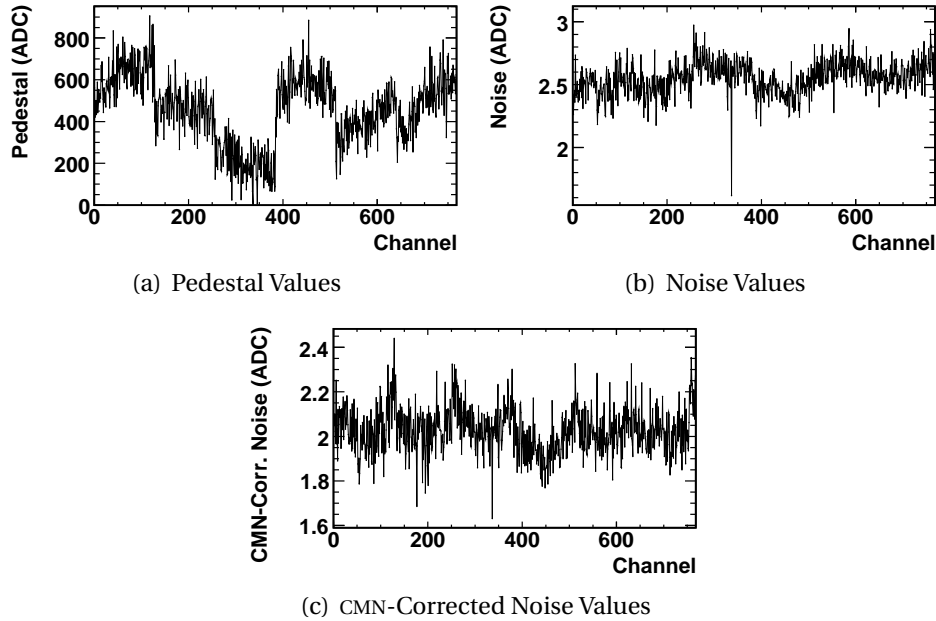 Pedestal (ADC)
800
600
400
200
0
0 200 400 600
Channel
(a) Pedestal Values
Noise (ADC)
3
2.5
2
0 200 400 600
Channel
(b) Noise Values
CMN-Corr. Noise (ADC)
2.4
2.2
2
1.8
1.6
0 200 400 600
Channel
(c) CMN-Corrected Noise Values